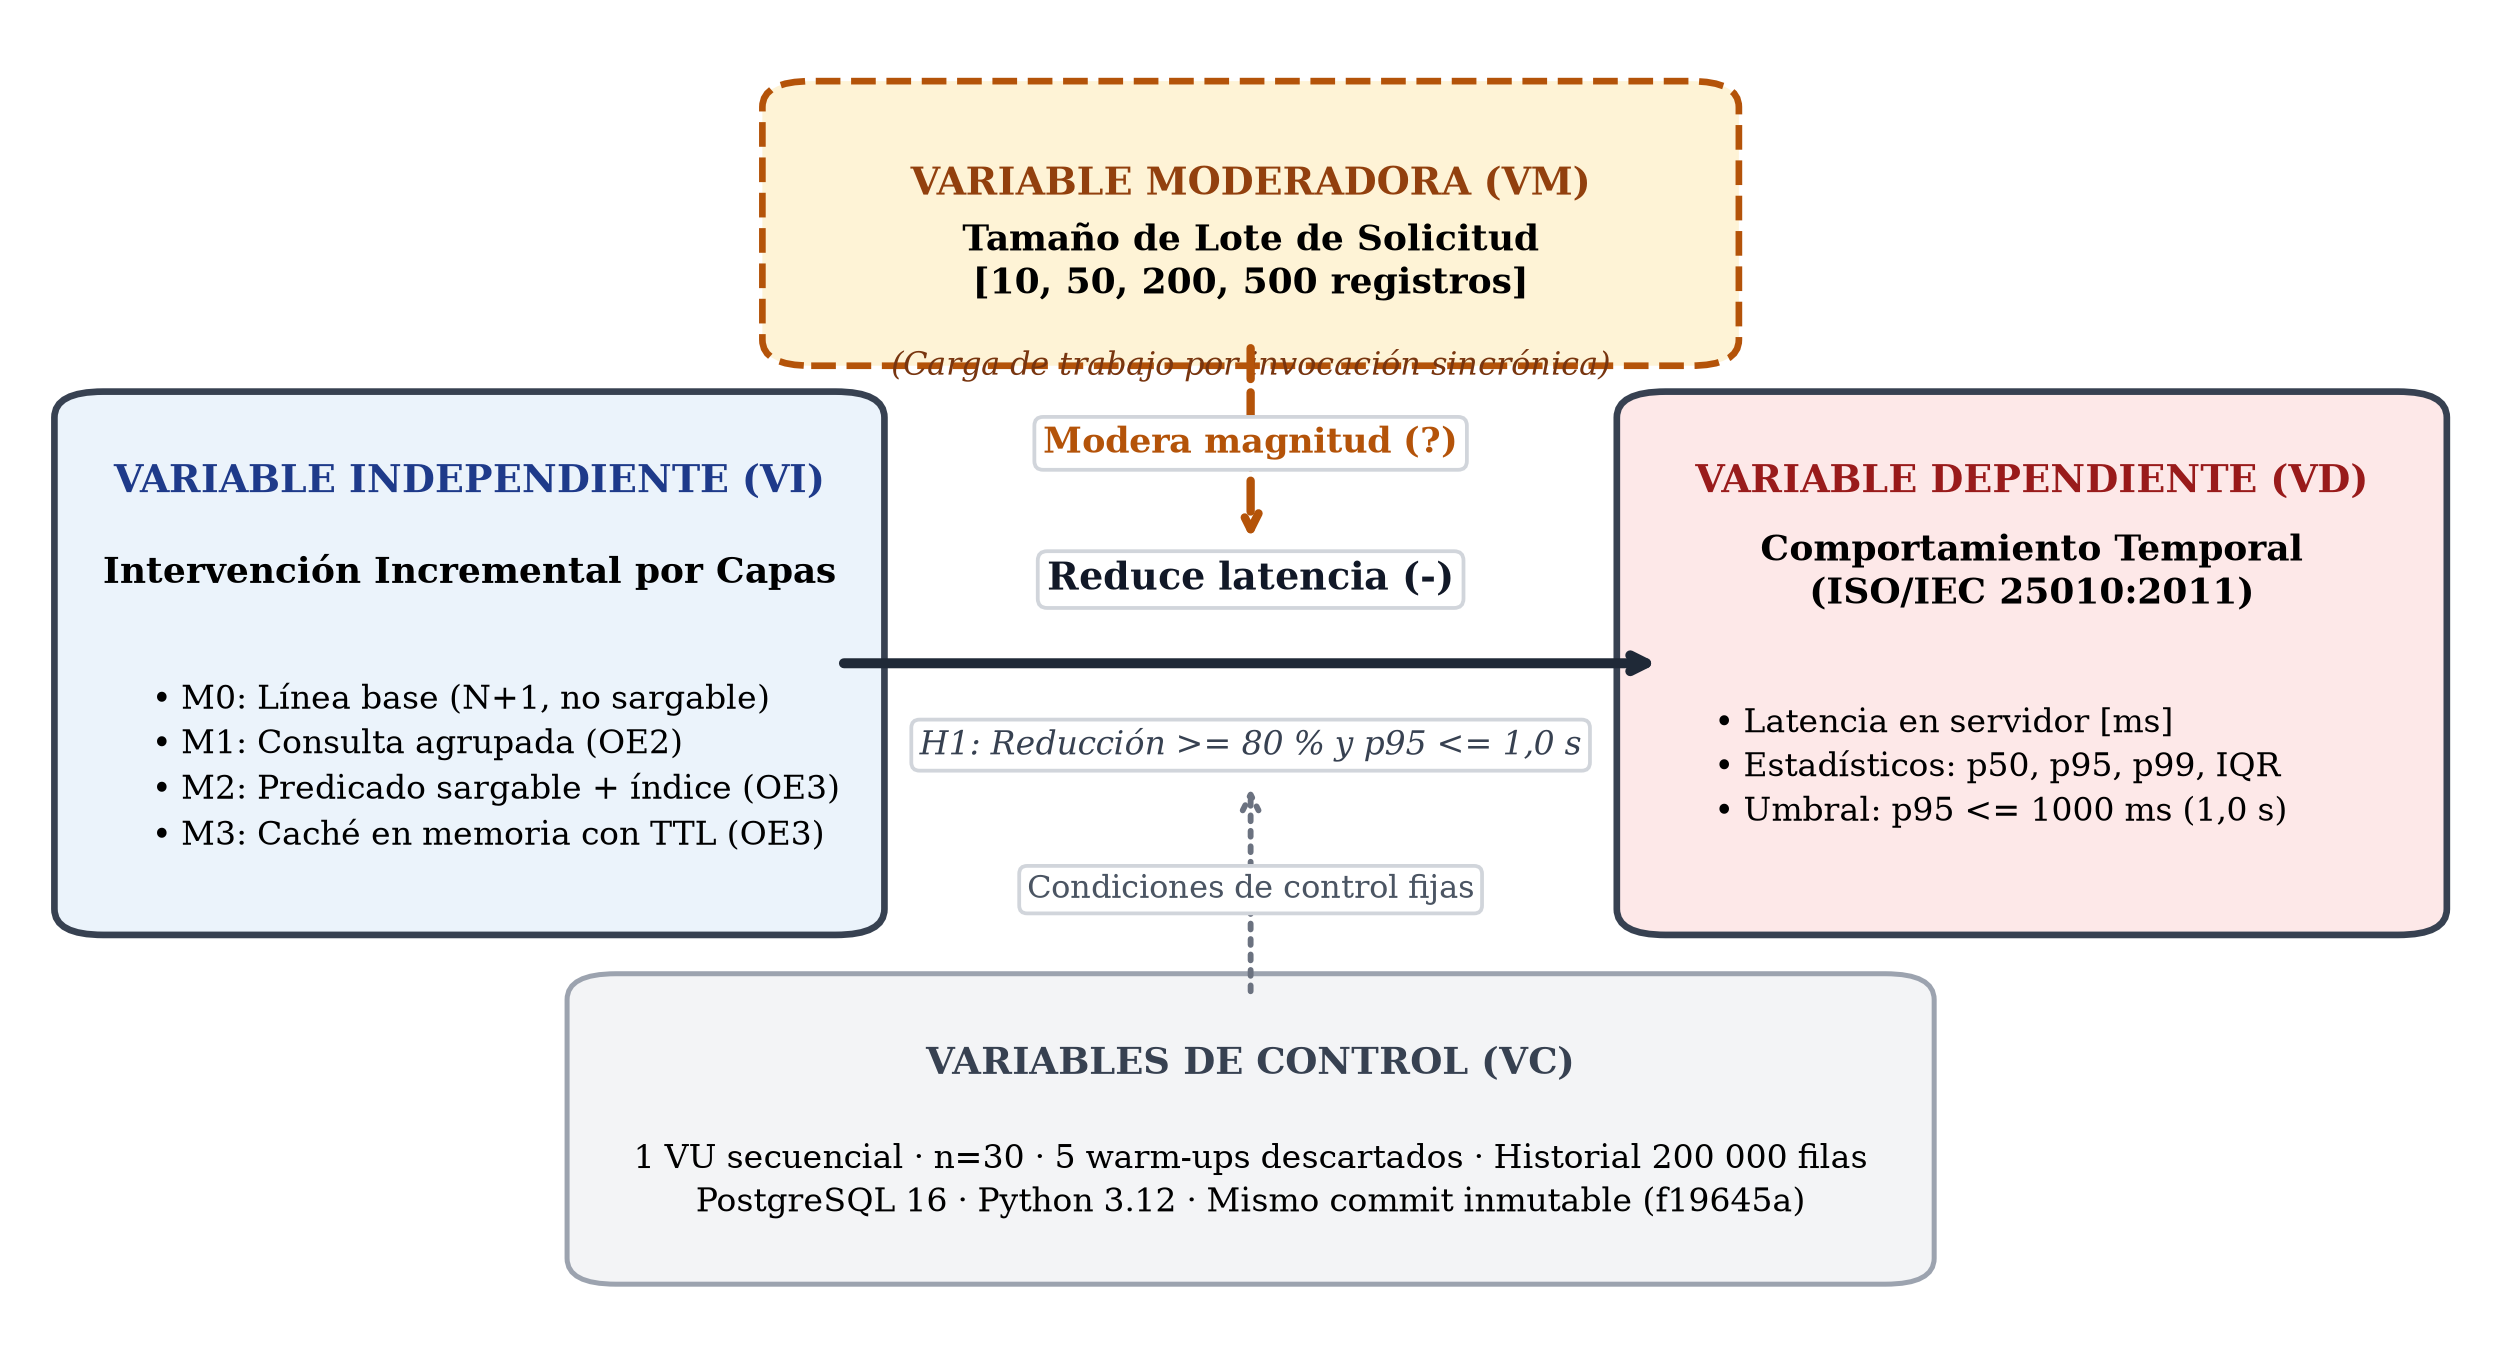 VARIABLE MODERADORA (VM)
Tamaño de Lote de Solicitud
[10, 50, 200, 500 registros]
(Carga de trabajo por invocación sincrónica)
Modera magnitud (?)
VARIABLE INDEPENDIENTE (VI)
Intervención Incremental por Capas
• M0: Línea base (N+1, no sargable)
• M1: Consulta agrupada (OE2)
• M2: Predicado sargable + índice (OE3)
• M3: Caché en memoria con TTL (OE3)
Reduce latencia (-)
H1: Reducción >= 80 % y p95 <= 1,0 s
VARIABLE DEPENDIENTE (VD)
Comportamiento Temporal
(ISO/IEC 25010:2011)
• Latencia en servidor [ms]
• Estadísticos: p50, p95, p99, IQR
• Umbral: p95 <= 1000 ms (1,0 s)
Condiciones de control fijas
VARIABLES DE CONTROL (VC)
1 VU secuencial · n=30 · 5 warm-ups descartados · Historial 200 000 filas
PostgreSQL 16 · Python 3.12 · Mismo commit inmutable (f19645a)